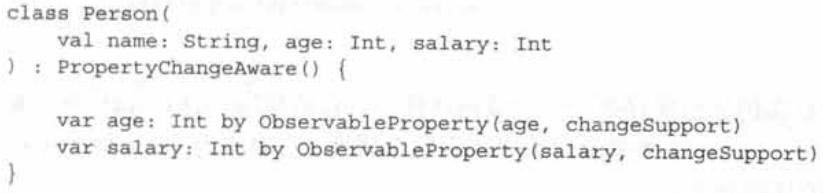 class Person(
    val name: String, age: Int, salary: Int
) : PropertyChangeAware() {
    var age: Int by ObservableProperty(age, changeSupport)
    var salary: Int by ObservableProperty(salary, changeSupport)
}